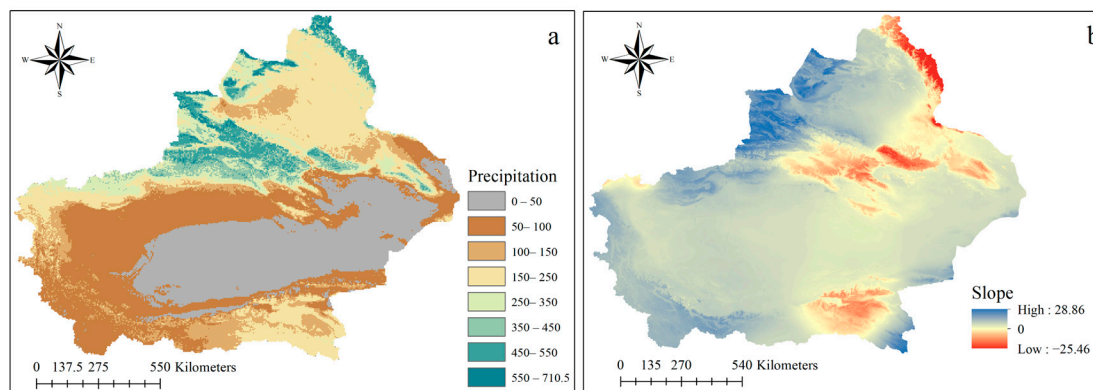 N
W E
S
a
Precipitation
0 – 50
50 – 100
100 – 150
150 – 250
250 – 350
350 – 450
450 – 550
550 – 710.5
0 137.5 275 550 Kilometers
N
W E
S
b
Slope
High : 28.86
0
Low : −25.46
0 135 270 540 Kilometers